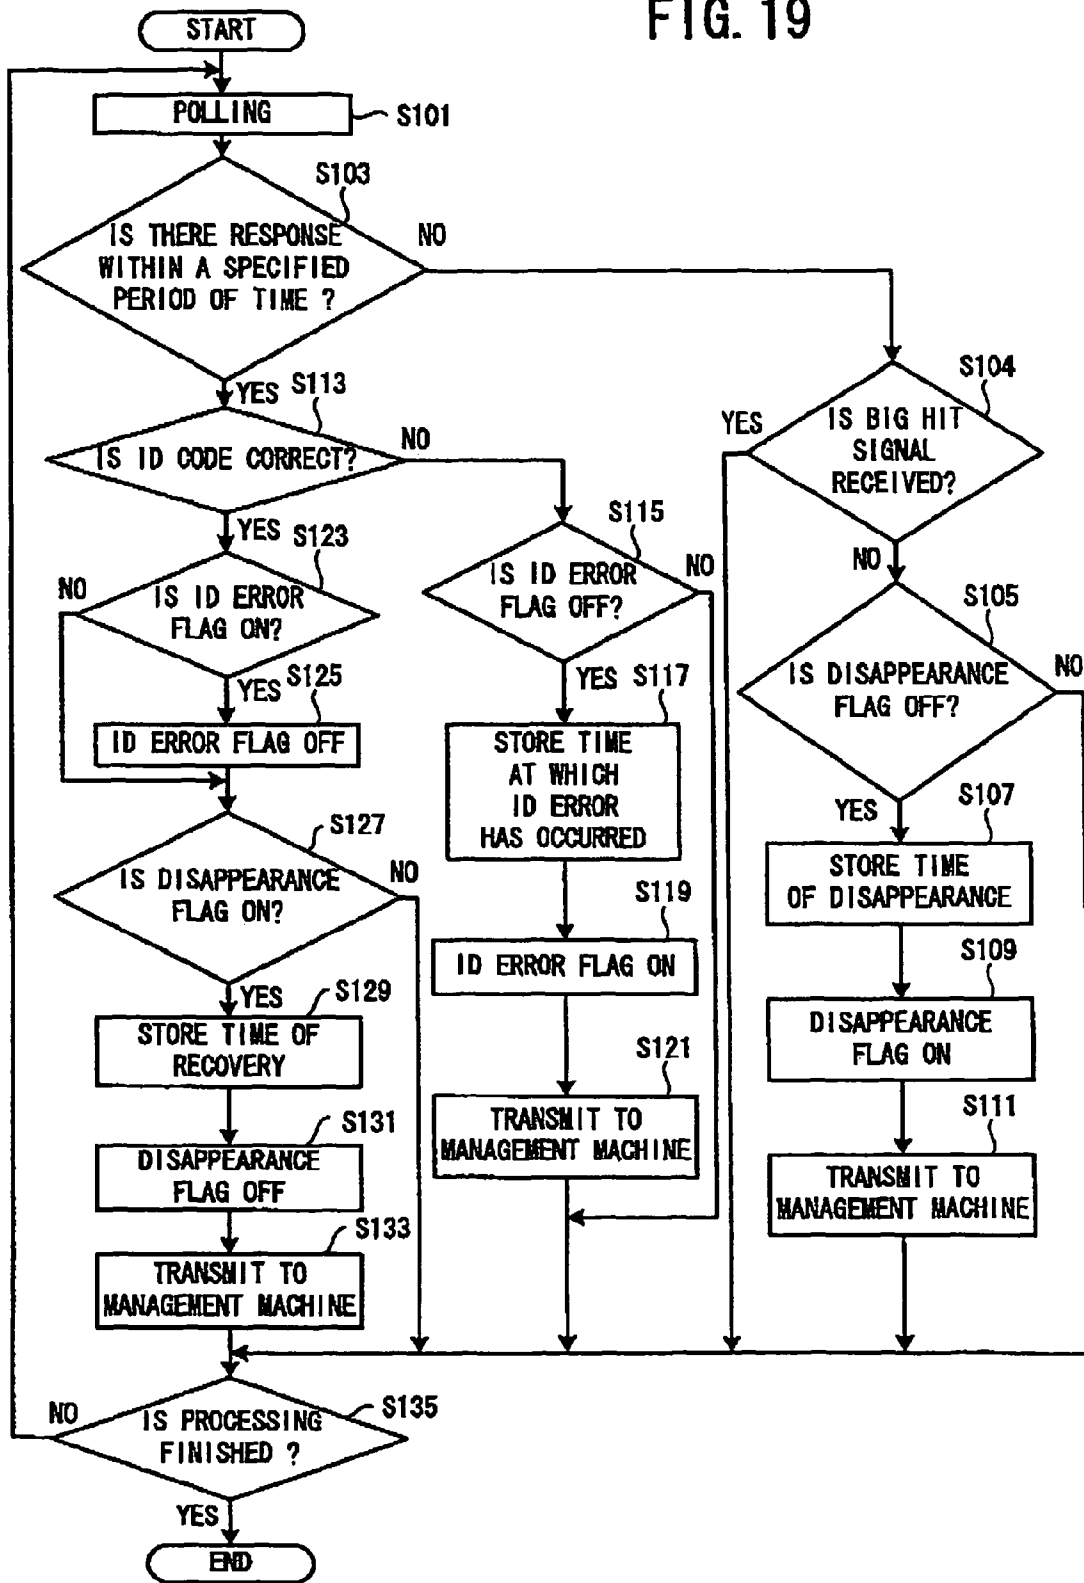 FIG. 19
START
POLLING
S101
S103
IS THERE RESPONSE
WITHIN A SPECIFIED
PERIOD OF TIME ?
NO
YES
S113
IS ID CODE CORRECT?
NO
S104
YES
IS BIG HIT
SIGNAL
RECEIVED?
NO
YES
S123
NO
IS ID ERROR
FLAG ON?
S115
IS ID ERROR
FLAG OFF?
NO
S105
IS DISAPPEARANCE
FLAG OFF?
NO
YES
S125
ID ERROR FLAG OFF
YES
S117
STORE TIME
AT WHICH
ID ERROR
HAS OCCURRED
YES
S107
STORE TIME
OF DISAPPEARANCE
S127
IS DISAPPEARANCE
FLAG ON?
NO
S119
ID ERROR FLAG ON
S109
DISAPPEARANCE
FLAG ON
YES
S129
STORE TIME OF
RECOVERY
S121
TRANSMIT TO
MANAGEMENT MACHINE
S111
TRANSMIT TO
MANAGEMENT MACHINE
S131
DISAPPEARANCE
FLAG OFF
S133
TRANSMIT TO
MANAGEMENT MACHINE
NO
S135
IS PROCESSING
FINISHED ?
YES
END